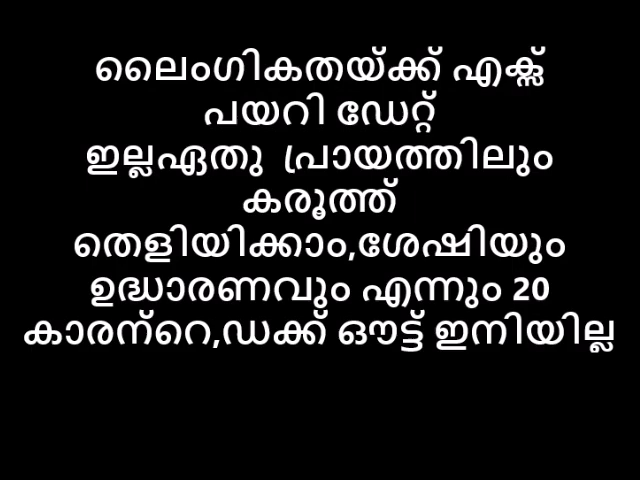 ലൈംഗികതയ്ക്ക് എക്സ്
പയറി ഡേറ്റ്
ഇല്ലഏതു പ്രായത്തിലും
കരൂത്ത്
തെളിയിക്കാം,ശേഷിയും
ഉദ്ധാരണവും എന്നും 20
കാരന്റെ,ഡക്ക് ഔട്ട് ഇനിയില്ല